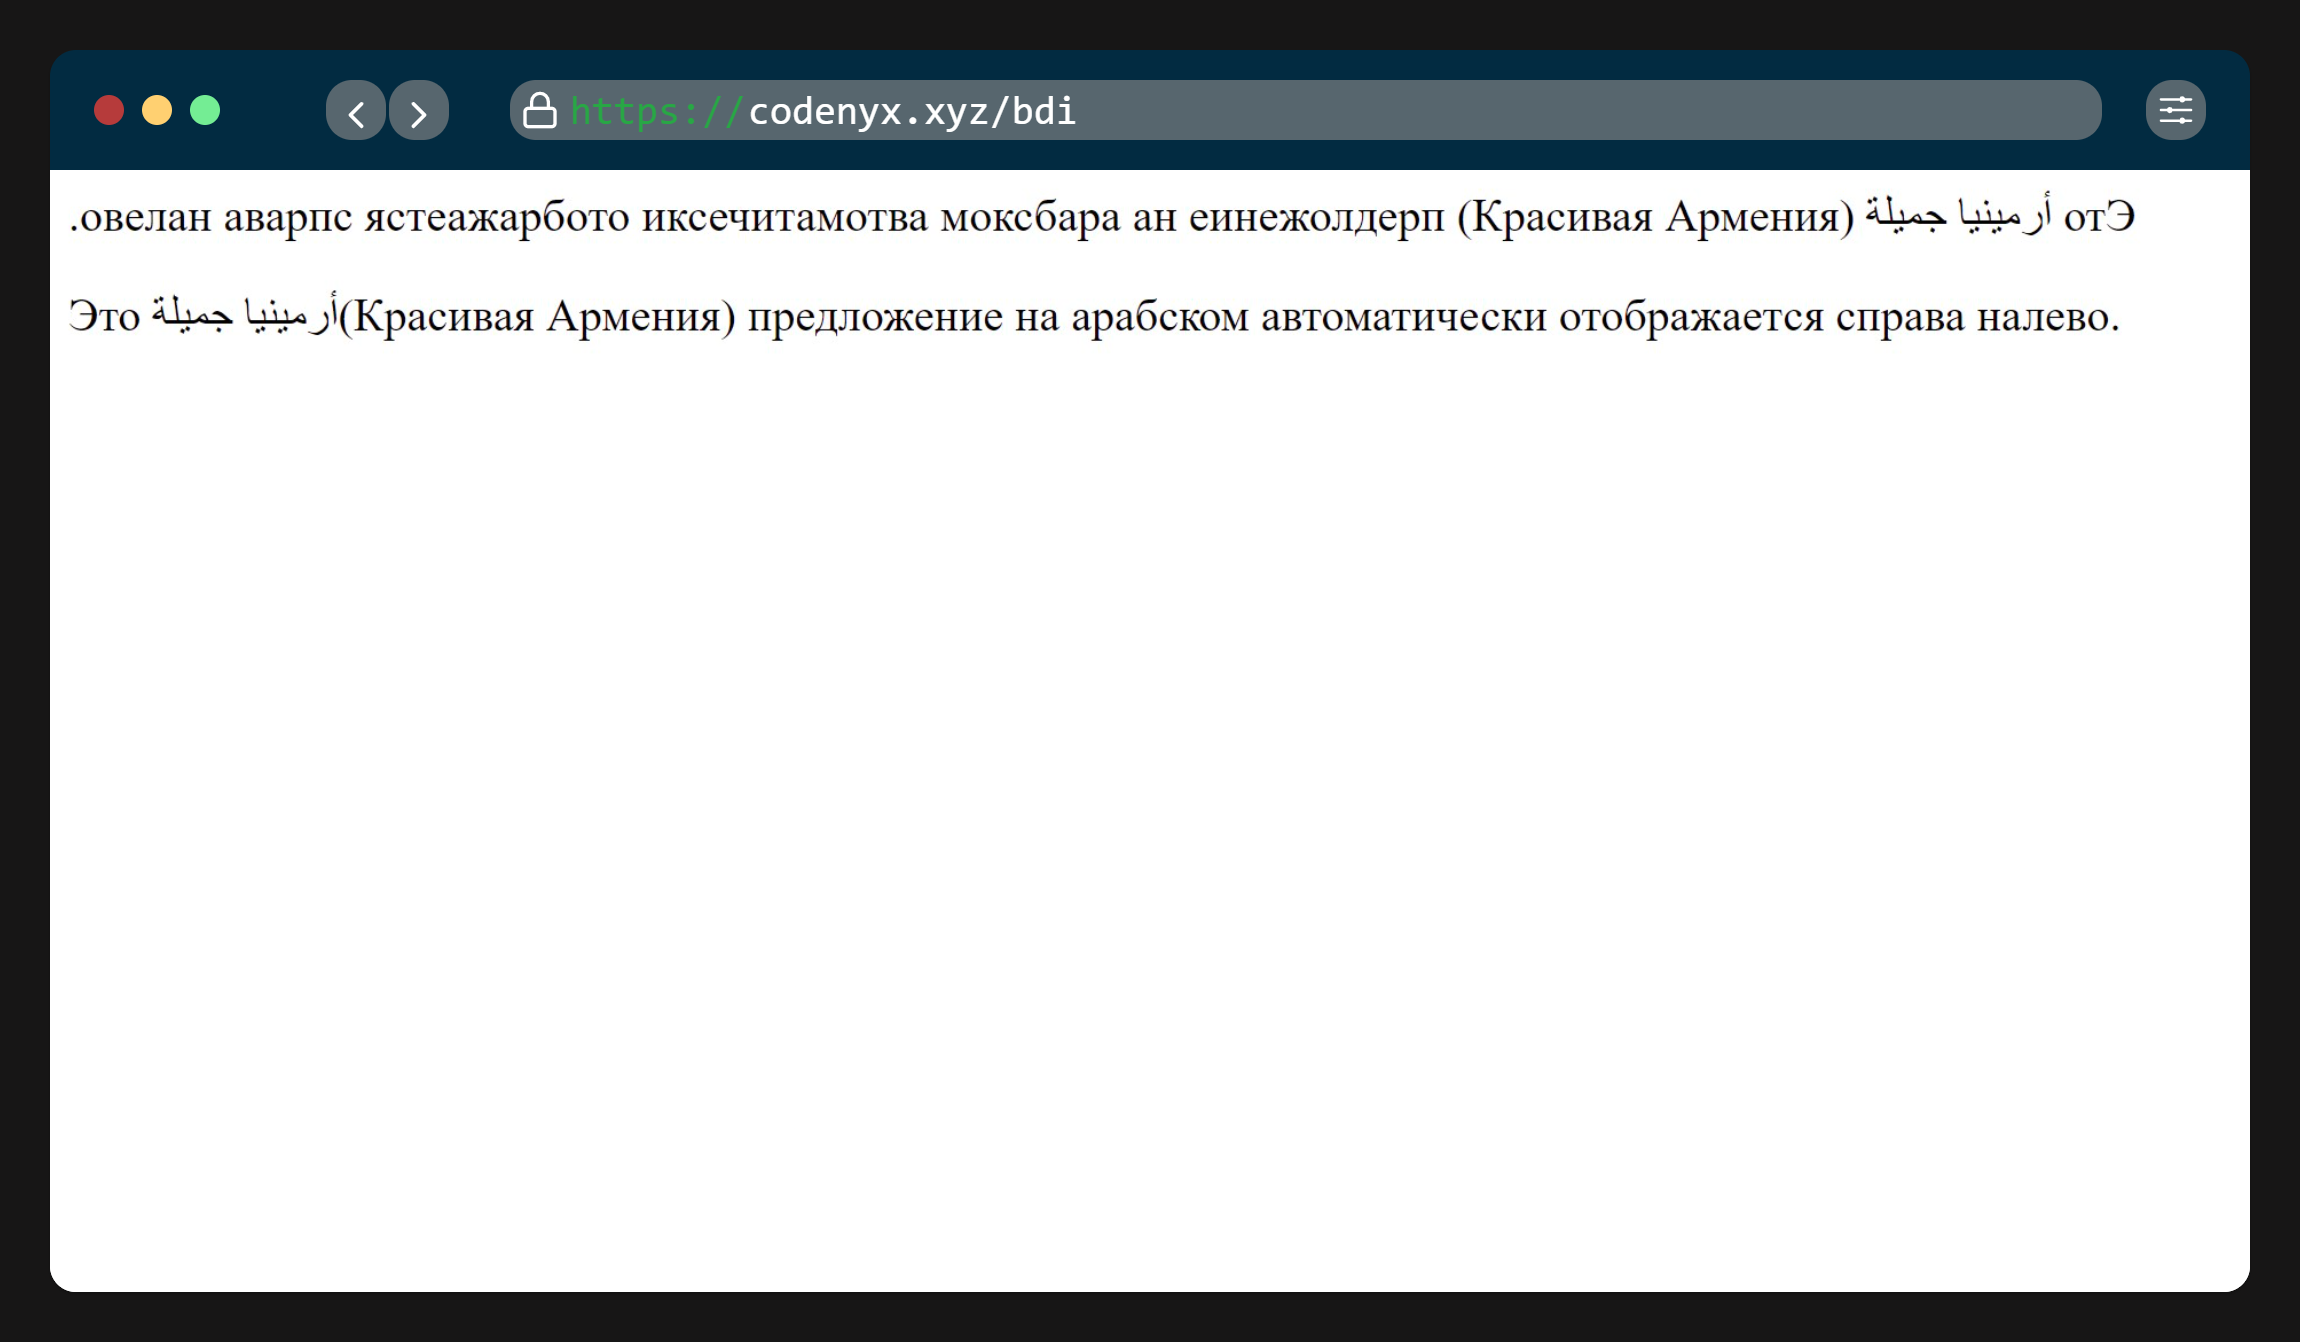 https://codenyx.xyz/bdi
.овелан аварпс ястеажарбото иксечитамотва моксбара ан еинежолдерп (Красивая Армения) أرمينيا جميلة отЭ
Это أرمينيا جميلة(Красивая Армения) предложение на арабском автоматически отображается справа налево.